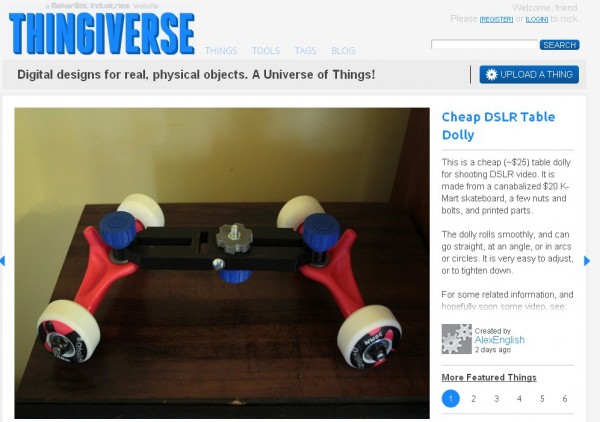 a MakerBot Industries website
THINGIVERSE
THINGS TOOLS TAGS BLOG
Welcome, friend.
Please [REGISTER] or [LOGIN] to rock.
SEARCH
Digital designs for real, physical objects. A Universe of Things!
UPLOAD A THING
Cheap DSLR Table
Dolly
This is a cheap (~$25) table dolly
for shooting DSLR video. It is
made from a canabalized $20 K-
Mart skateboard, a few nuts and
bolts, and printed parts.
The dolly rolls smoothly, and can
go straight, at an angle, or in arcs
or circles. It is very easy to adjust,
or to tighten down.
For some related information, and
hopefully soon some video, see:
Created by
AlexEnglish
2 days ago
More Featured Things
1 2 3 4 5 6